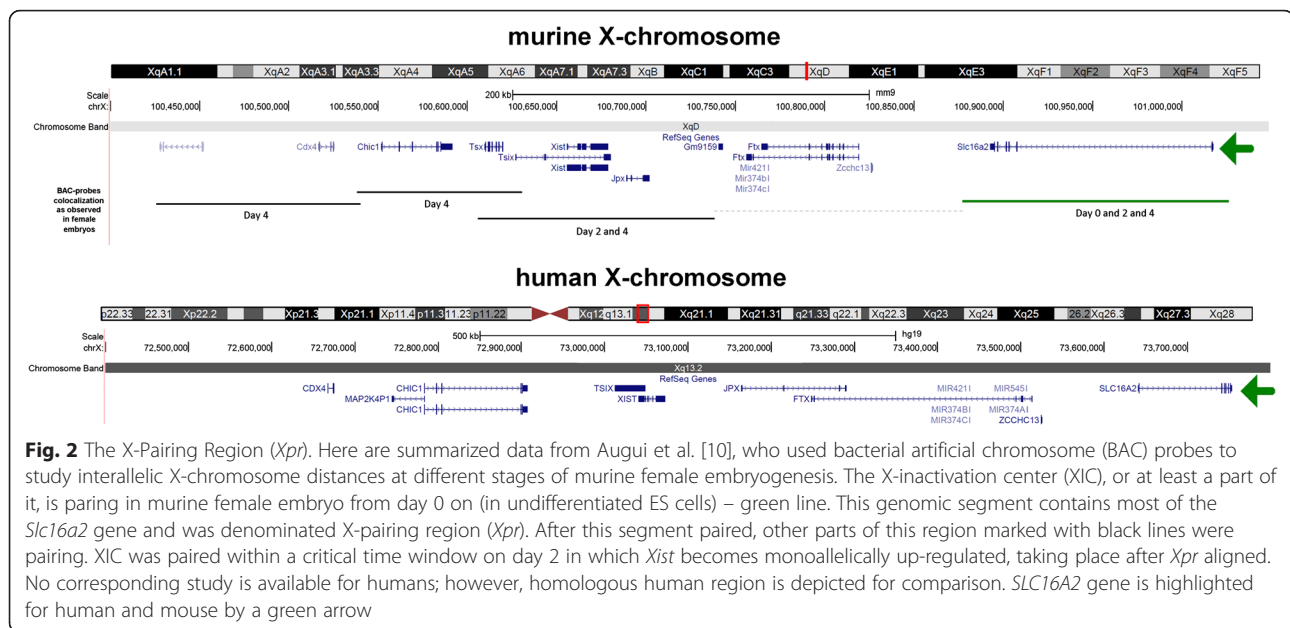 murine X-chromosome
XqA1.1 XqA2 XqA3.1 XqA3.3 XqA4 XqA5 XqA6 XqA7.1 XqA7.3 XqB XqC1 XqC3 XqD XqE1 XqE3 XqF1 XqF2 XqF3 XqF4 XqF5
Scale 200 kb mm9
chrX: 100,450,000 100,500,000 100,550,000 100,600,000 100,650,000 100,700,000 100,750,000 100,800,000 100,850,000 100,900,000 100,950,000 101,000,000
Chromosome Band XqD
RefSeq Genes
Cdx4 Chic1 Tsx Xist Gm9159 Ftx Slc16a2
Tsix Ftx
Xist Mir421 Zcchc13
Jpx Mir374b
Mir374c
BAC-probes
colocalization
as observed
in female
embryos
Day 4 Day 4 Day 2 and 4 Day 0 and 2 and 4
human X-chromosome
p22.33 22.31 Xp22.2 Xp21.3 Xp21.1 Xp11.4 p11.3 11.23 p11.22 Xq12 q13.1 Xq21.1 Xq21.31 q21.33 q22.1 Xq22.3 Xq23 Xq24 Xq25 26.2 Xq26.3 Xq27.3 Xq28
Scale 500 kb hg19
chrX: 72,500,000 72,600,000 72,700,000 72,800,000 72,900,000 73,000,000 73,100,000 73,200,000 73,300,000 73,400,000 73,500,000 73,600,000 73,700,000
Chromosome Band Xq13.2
RefSeq Genes
CDX4 CHIC1 TSIX JPX MIR421 MIR545 SLC16A2
MAP2K4P1 XIST FTX
CHIC1 MIR374B MIR374A
MIR374C ZCCHC13
Fig. 2 The X-Pairing Region (Xpr). Here are summarized data from Augui et al. [10], who used bacterial artificial chromosome (BAC) probes to
study interallelic X-chromosome distances at different stages of murine female embryogenesis. The X-inactivation center (XIC), or at least a part of
it, is paring in murine female embryo from day 0 on (in undifferentiated ES cells) – green line. This genomic segment contains most of the
Slc16a2 gene and was denominated X-pairing region (Xpr). After this segment paired, other parts of this region marked with black lines were
pairing. XIC was paired within a critical time window on day 2 in which Xist becomes monoallelically up-regulated, taking place after Xpr aligned.
No corresponding study is available for humans; however, homologous human region is depicted for comparison. SLC16A2 gene is highlighted
for human and mouse by a green arrow